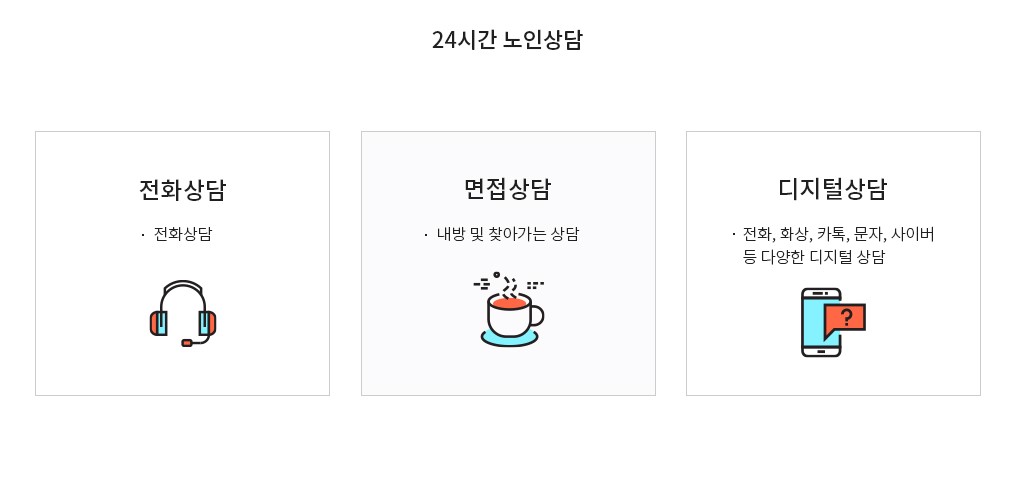 24시간 노인상담
전화상담
· 전화상담
면접상담
· 내방 및 찾아가는 상담
디지털상담
· 전화, 화상, 카톡, 문자, 사이버
등 다양한 디지털 상담
?